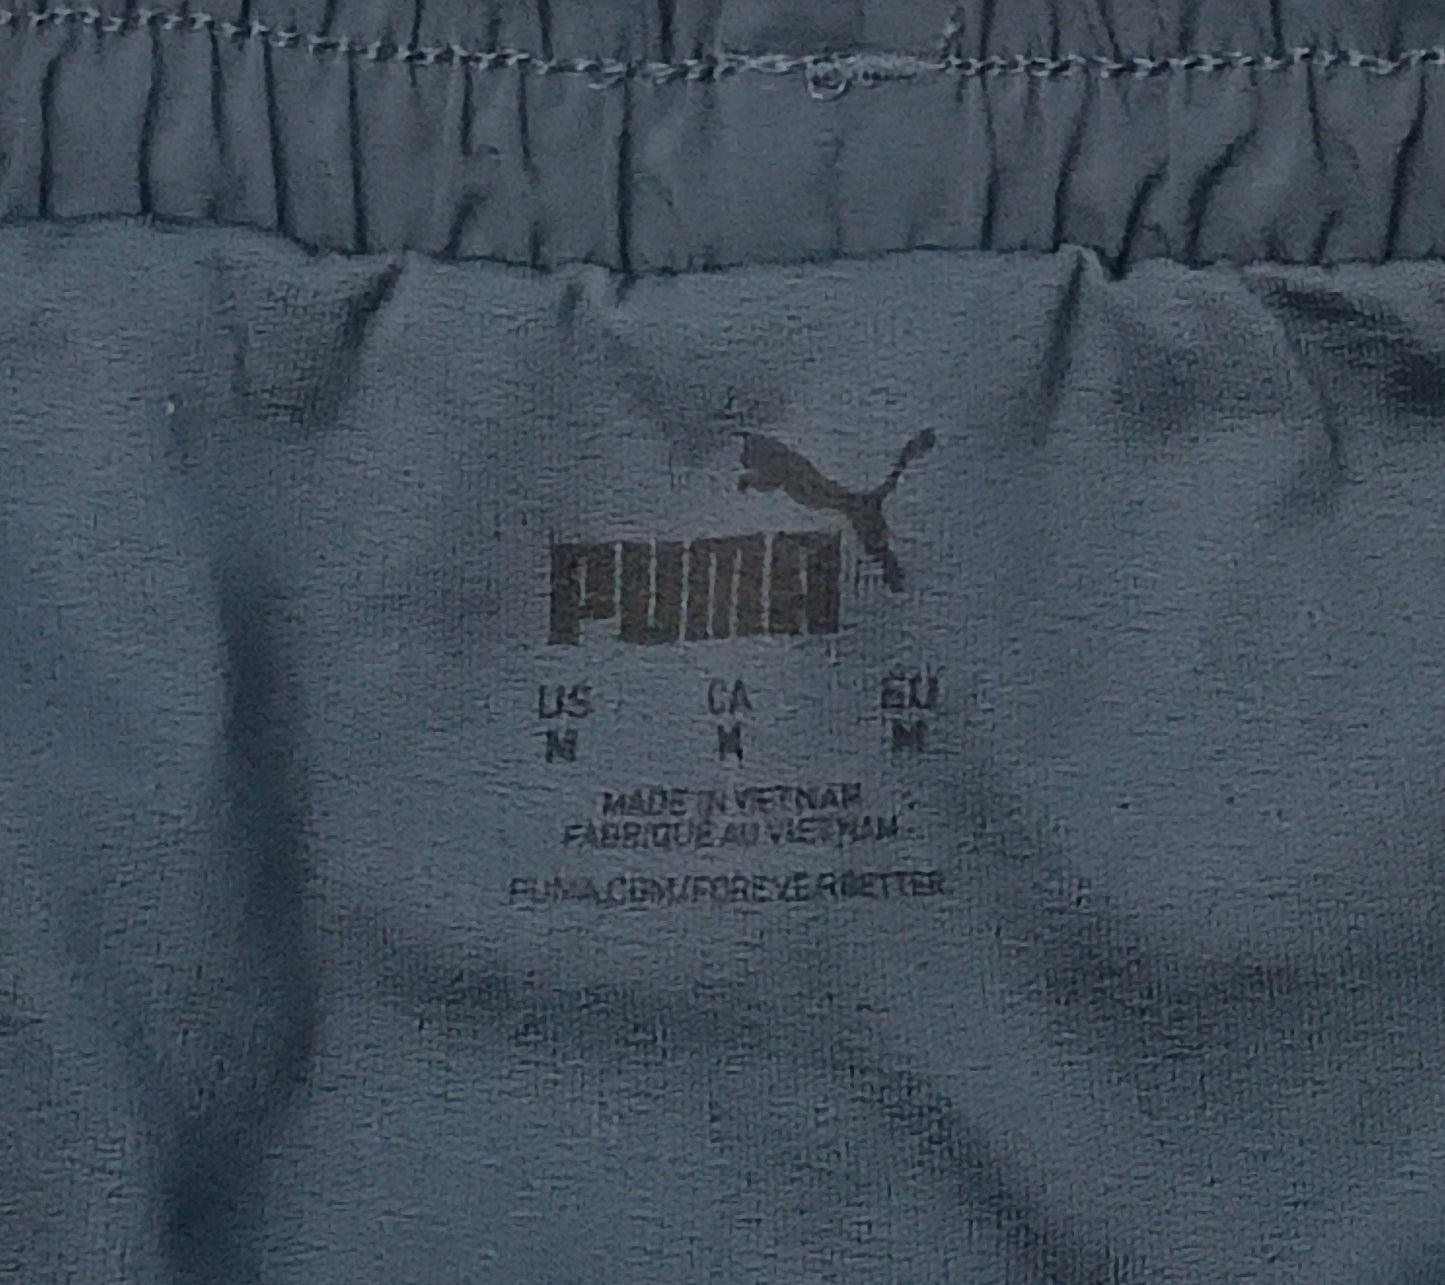 PUMA
US CA EU
M M M
MADE IN VIETNAM
FABRIQUE AU VIETNAM
PUMA.COM/FOREVERBETTER